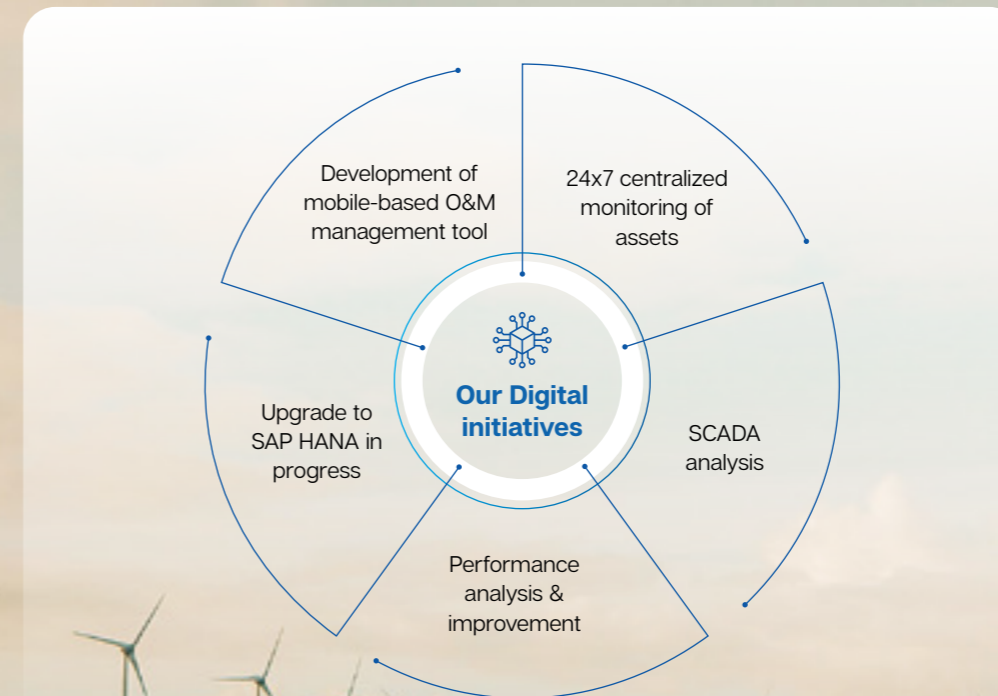 Our Digital
initiatives
24x7 centralized
monitoring of
assets
SCADA
analysis
Performance
analysis &
improvement
Upgrade to
SAP HANA in
progress
Development of
mobile-based O&M
management tool